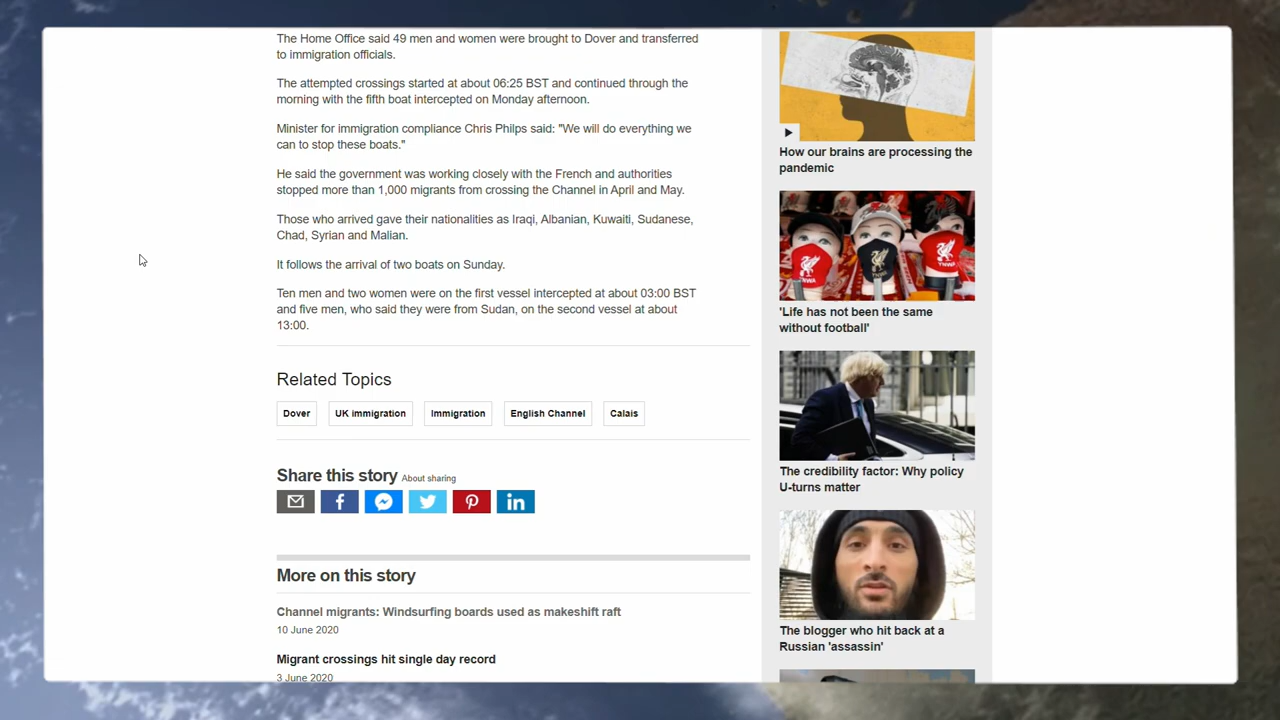 The Home Office said 49 men and women were brought to Dover and transferred
to immigration officials.
The attempted crossings started at about 06:25 BST and continued through the
morning with the fifth boat intercepted on Monday afternoon.
Minister for immigration compliance Chris Philps said: "We will do everything we
can to stop these boats."
He said the government was working closely with the French and authorities
stopped more than 1,000 migrants from crossing the Channel in April and May.
Those who arrived gave their nationalities as Iraqi, Albanian, Kuwaiti, Sudanese,
Chad, Syrian and Malian.
It follows the arrival of two boats on Sunday.
Ten men and two women were on the first vessel intercepted at about 03:00 BST
and five men, who said they were from Sudan, on the second vessel at about
13:00.
Related Topics
Dover UK immigration Immigration English Channel Calais
Share this story About sharing
More on this story
Channel migrants: Windsurfing boards used as makeshift raft
10 June 2020
Migrant crossings hit single day record
3 June 2020
How our brains are processing the
pandemic
YNWA YNWA YNWA
'Life has not been the same
without football'
The credibility factor: Why policy
U-turns matter
The blogger who hit back at a
Russian 'assassin'